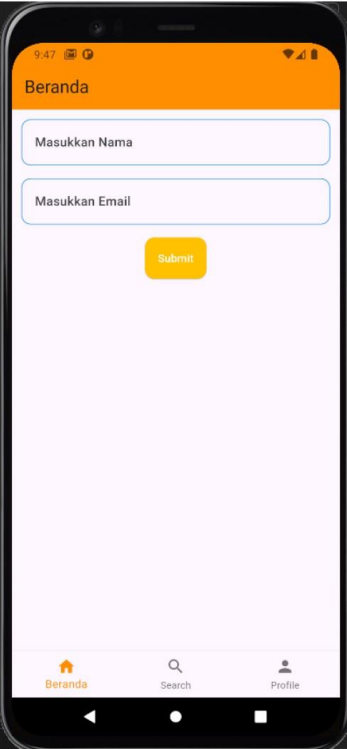 9:47
Beranda
Masukkan Nama
Masukkan Email
Submit
Beranda
Search
Profile